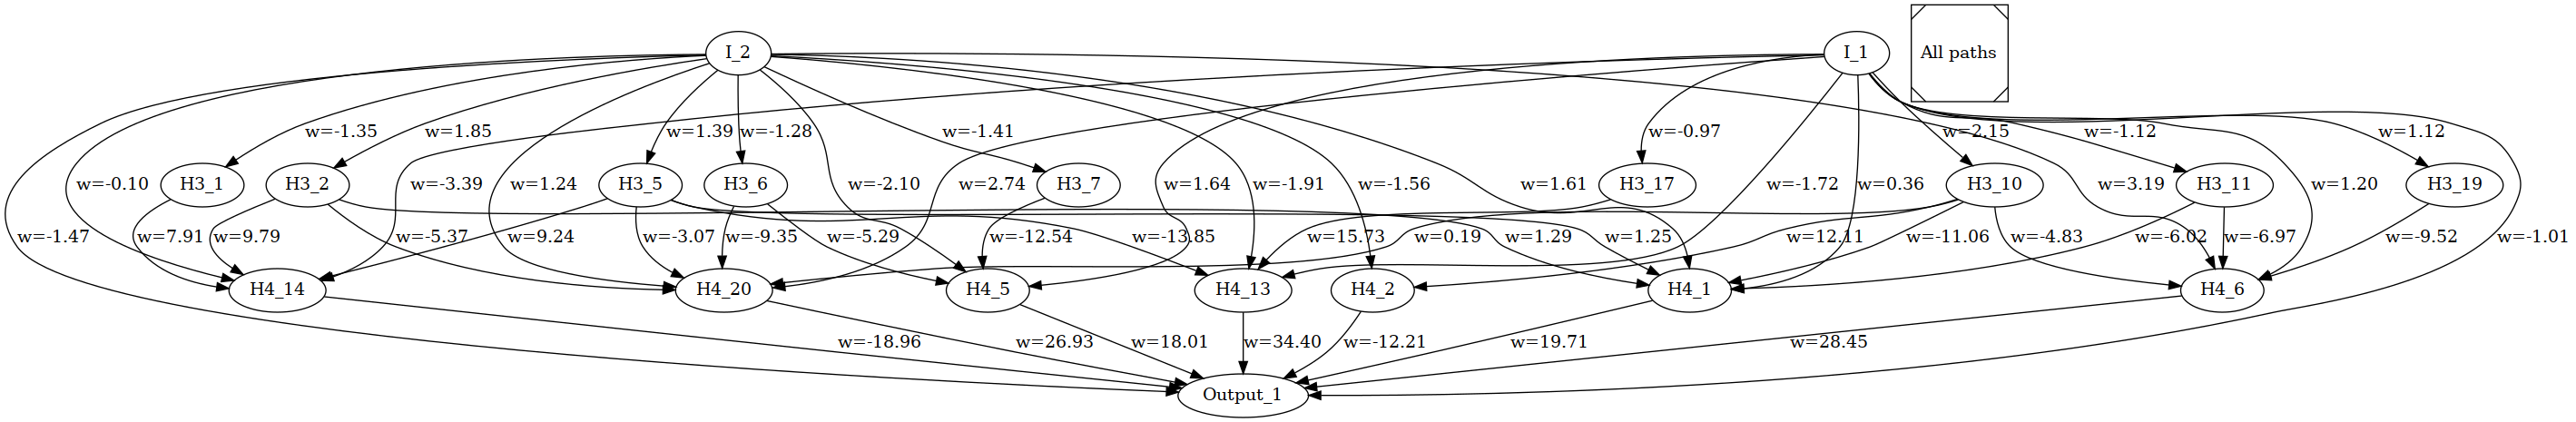 I_2
I_1
All paths
w=-1.35
w=1.85
w=1.39
w=-1.28
w=-1.41
w=-0.97
w=2.15
w=-1.12
w=1.12
w=-0.10
H3_1
H3_2
w=-3.39
w=1.24
H3_5
H3_6
w=-2.10
w=2.74
H3_7
w=1.64
w=-1.91
w=-1.56
w=1.61
H3_17
w=-1.72
w=0.36
H3_10
w=3.19
H3_11
w=1.20
H3_19
w=-1.47
w=7.91
w=9.79
w=-5.37
w=9.24
w=-3.07
w=-9.35
w=-5.29
w=-12.54
w=-13.85
w=15.73
w=0.19
w=1.29
w=1.25
w=12.11
w=-11.06
w=-4.83
w=-6.02
w=-6.97
w=-9.52
w=-1.01
H4_14
H4_20
H4_5
H4_13
H4_2
H4_1
H4_6
w=-18.96
w=26.93
w=18.01
w=34.40
w=-12.21
w=19.71
w=28.45
Output_1